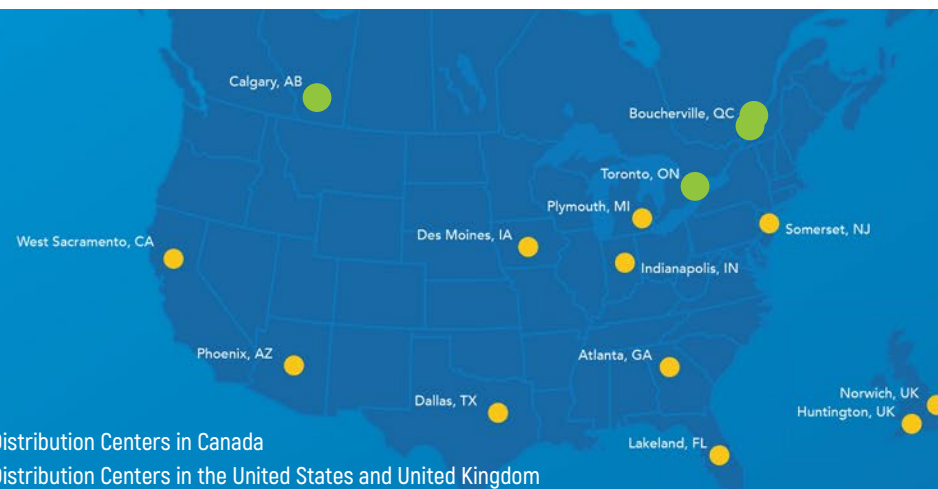 Calgary, AB
Boucherville, QC
Toronto, ON
Plymouth, MI
Somerset, NJ
Des Moines, IA
West Sacramento, CA
Indianapolis, IN
Phoenix, AZ
Atlanta, GA
Norwich, UK
Dallas, TX
Huntington, UK
Lakeland, FL
Distribution Centers in Canada
Distribution Centers in the United States and United Kingdom